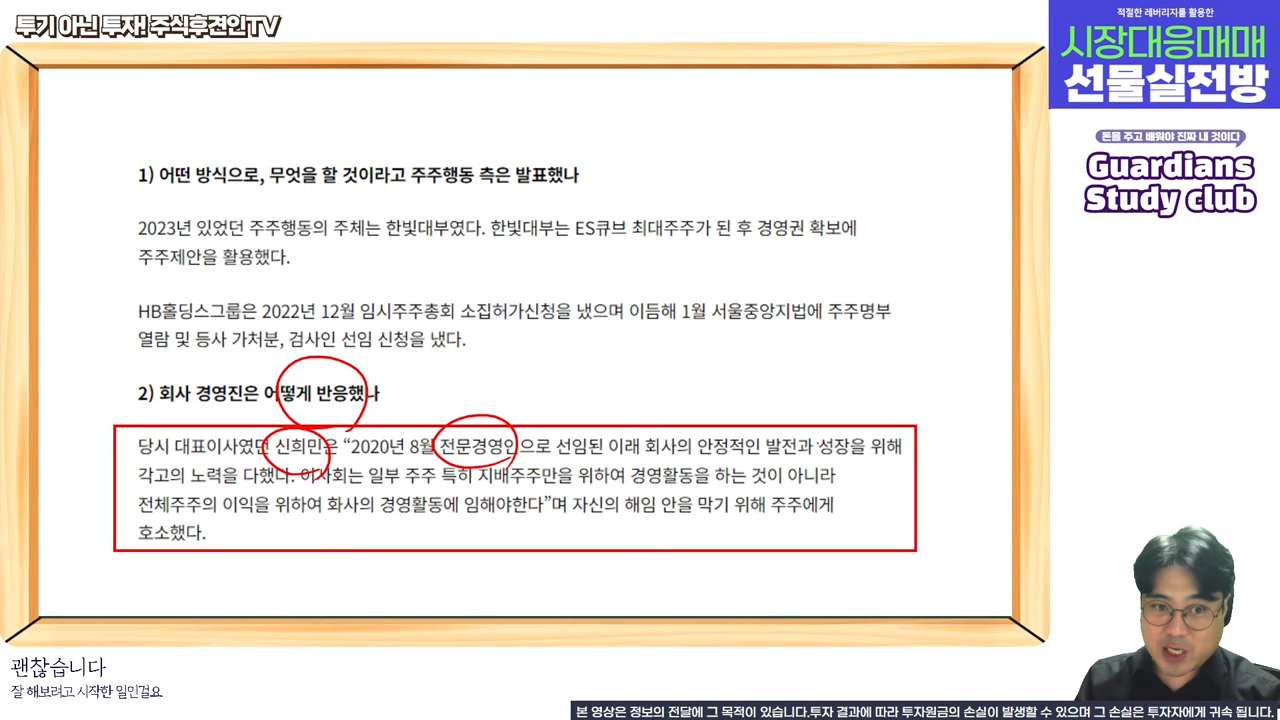 투기 아닌 투자! 주식후견인TV
적절한 레버리지를 활용한
시장대응매매
선물실전방
돈을 주고 배워야 진짜 내 것이다
Guardians
Study club
1) 어떤 방식으로, 무엇을 할 것이라고 주주행동 측은 발표했나
2023년 있었던 주주행동의 주체는 한빛대부였다. 한빛대부는 ES큐브 최대주주가 된 후 경영권 확보에
주주제안을 활용했다.
HB홀딩스그룹은 2022년 12월 임시주주총회 소집허가신청을 냈으며 이듬해 1월 서울중앙지법에 주주명부
열람 및 등사 가처분, 검사인 선임 신청을 냈다.
2) 회사 경영진은 어떻게 반응했나
당시 대표이사였던 신희민은 “2020년 8월 전문경영인으로 선임된 이래 회사의 안정적인 발전과 성장을 위해
각고의 노력을 다했다. 이사회는 일부 주주 특히 지배주주만을 위하여 경영활동을 하는 것이 아니라
전체주주의 이익을 위하여 화사의 경영활동에 임해야한다”며 자신의 해임 안을 막기 위해 주주에게
호소했다.
괜찮습니다
잘 해보려고 시작한 일인걸요
본 영상은 정보의 전달에 그 목적이 있습니다.투자 결과에 따라 투자원금의 손실이 발생할 수 있으며 그 손실은 투자자에게 귀속 됩니다.